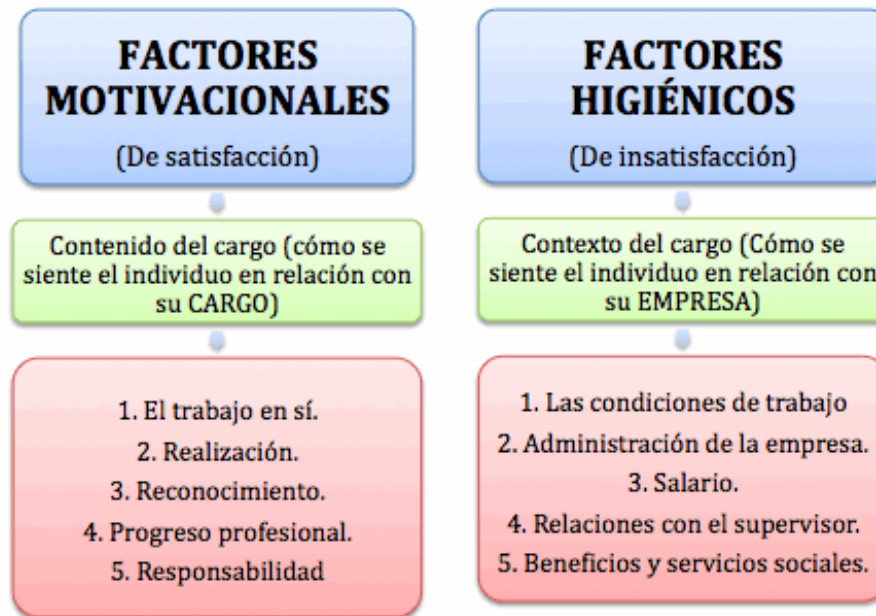 FACTORES
MOTIVACIONALES
(De satisfacción)
Contenido del cargo (cómo se
siente el individuo en relación con
su CARGO)
1. El trabajo en sí.
2. Realización.
3. Reconocimiento.
4. Progreso profesional.
5. Responsabilidad
FACTORES
HIGIÉNICOS
(De insatisfacción)
Contexto del cargo (Cómo se
siente el individuo en relación con
su EMPRESA)
1. Las condiciones de trabajo
2. Administración de la empresa.
3. Salario.
4. Relaciones con el supervisor.
5. Beneficios y servicios sociales.